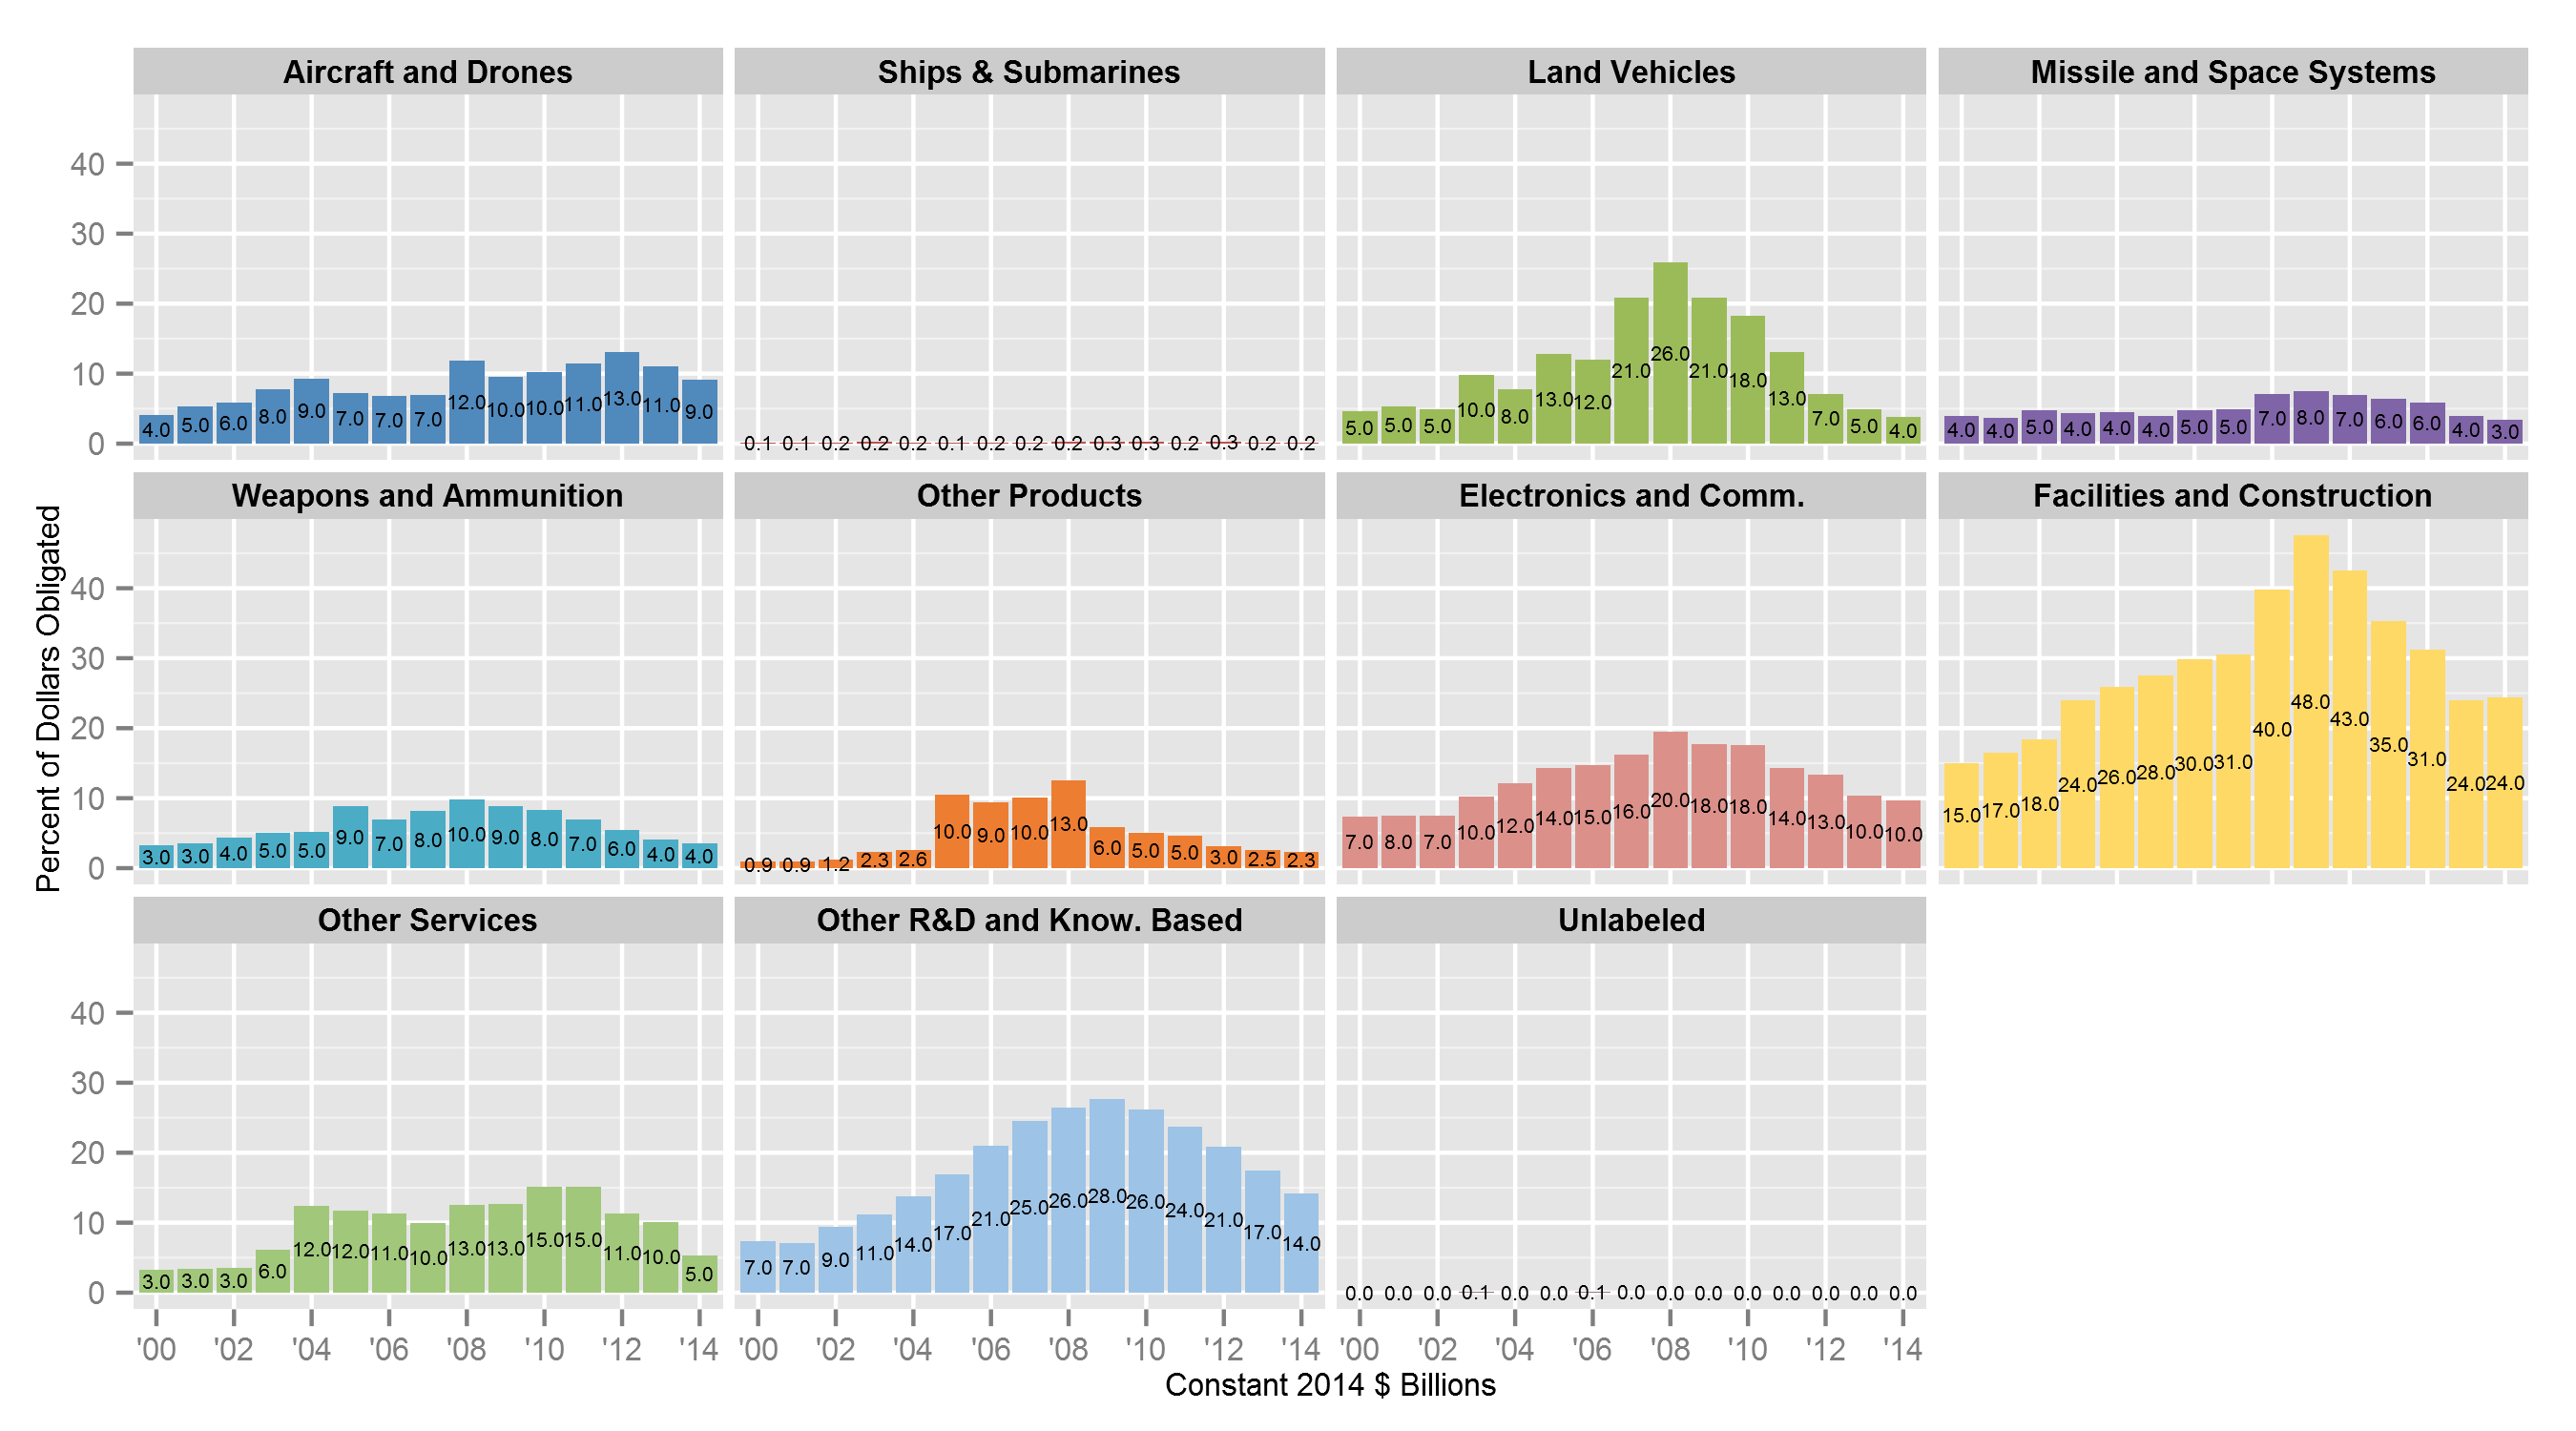 Aircraft and Drones Ships & Submarines Land Vehicles Missile and Space Systems
40
30
20
10
0
4.0 5.0 6.0 8.0 9.0 7.0 7.0 7.0 12.0 10.0 10.0 11.0 13.0 11.0 9.0
0.1 0.1 0.2 0.2 0.2 0.1 0.2 0.2 0.2 0.3 0.3 0.2 0.3 0.2 0.2
5.0 5.0 5.0 10.0 8.0 13.0 12.0 21.0 26.0 21.0 18.0 13.0 7.0 5.0 4.0
4.0 4.0 5.0 4.0 4.0 4.0 5.0 5.0 7.0 8.0 7.0 6.0 6.0 4.0 3.0
Percent of Dollars Obligated
Weapons and Ammunition Other Products Electronics and Comm. Facilities and Construction
40
30
20
10
0
3.0 3.0 4.0 5.0 5.0 9.0 7.0 8.0 10.0 9.0 8.0 7.0 6.0 4.0 4.0
0.9 0.9 1.2 2.3 2.6 10.0 9.0 10.0 13.0 6.0 5.0 5.0 3.0 2.5 2.3
7.0 8.0 7.0 10.0 12.0 14.0 15.0 16.0 20.0 18.0 18.0 14.0 13.0 10.0 10.0
15.0 17.0 18.0 24.0 26.0 28.0 30.0 31.0 40.0 48.0 43.0 35.0 31.0 24.0 24.0
Other Services Other R&D and Know. Based Unlabeled
40
30
20
10
0
3.0 3.0 3.0 6.0 12.0 12.0 11.0 10.0 13.0 13.0 15.0 15.0 11.0 10.0 5.0
7.0 7.0 9.0 11.0 14.0 17.0 21.0 25.0 26.0 28.0 26.0 24.0 21.0 17.0 14.0
0.0 0.0 0.0 0.1 0.0 0.0 0.1 0.0 0.0 0.0 0.0 0.0 0.0 0.0 0.0
'00 '02 '04 '06 '08 '10 '12 '14 '00 '02 '04 '06 '08 '10 '12 '14 '00 '02 '04 '06 '08 '10 '12 '14
Constant 2014 $ Billions